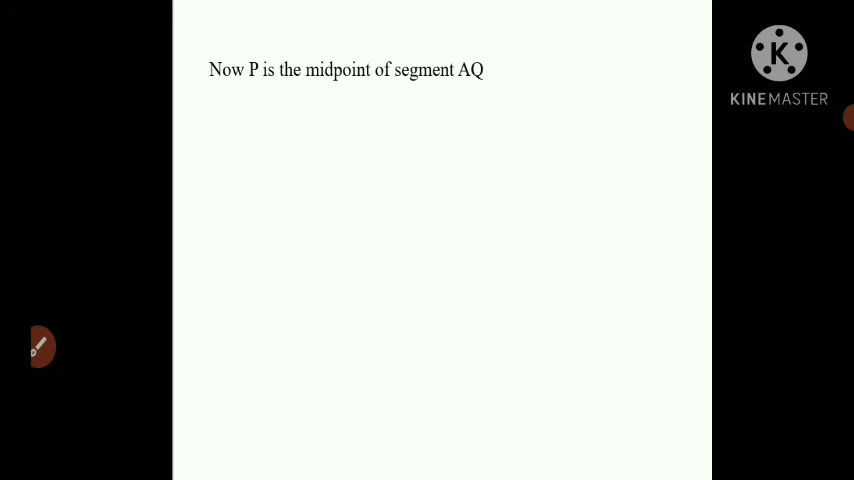 Now P is the midpoint of segment AQ
K
KINEMASTER